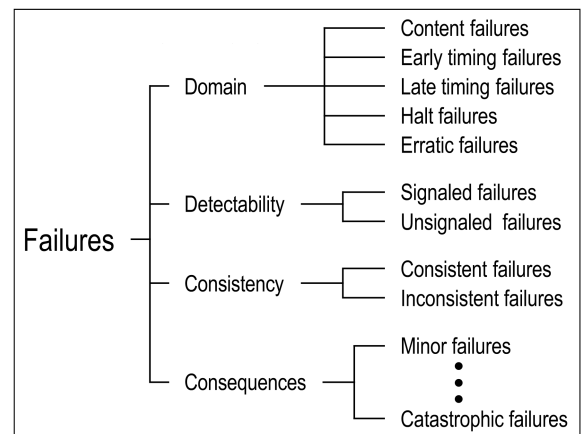 Failures
Domain
Content failures
Early timing failures
Late timing failures
Halt failures
Erratic failures
Detectability
Signaled failures
Unsignaled failures
Consistency
Consistent failures
Inconsistent failures
Consequences
Minor failures
Catastrophic failures